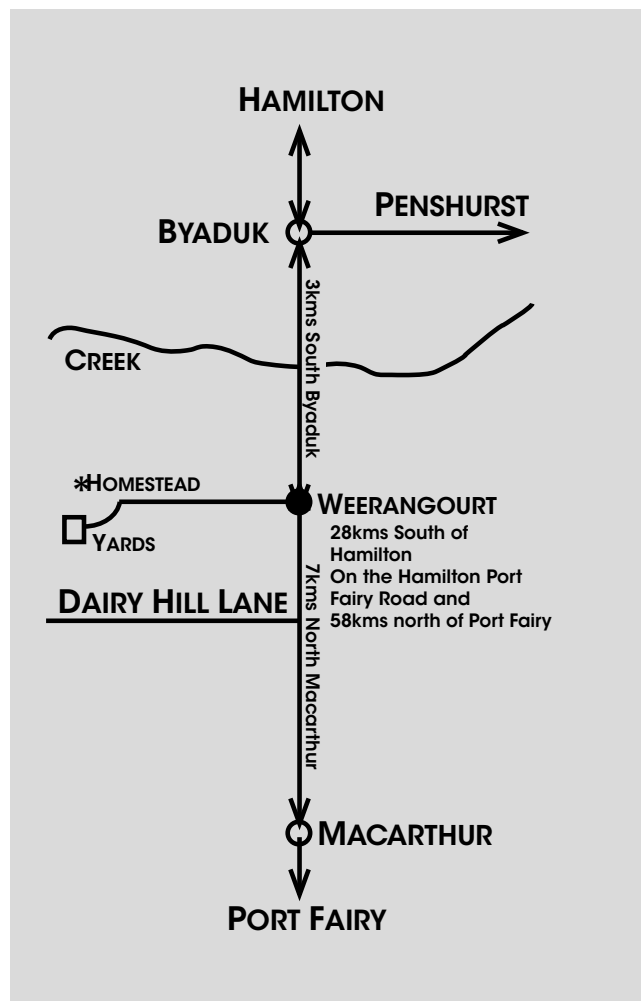 HAMILTON
PENSHURST
BYADUK
3kms South Byaduk
CREEK
*HOMESTEAD
WEERANGOURT
28kms South of
Hamilton
On the Hamilton Port
Fairy Road and
58kms north of Port Fairy
YARDS
DAIRY HILL LANE
7kms North Macarthur
MACARTHUR
PORT FAIRY